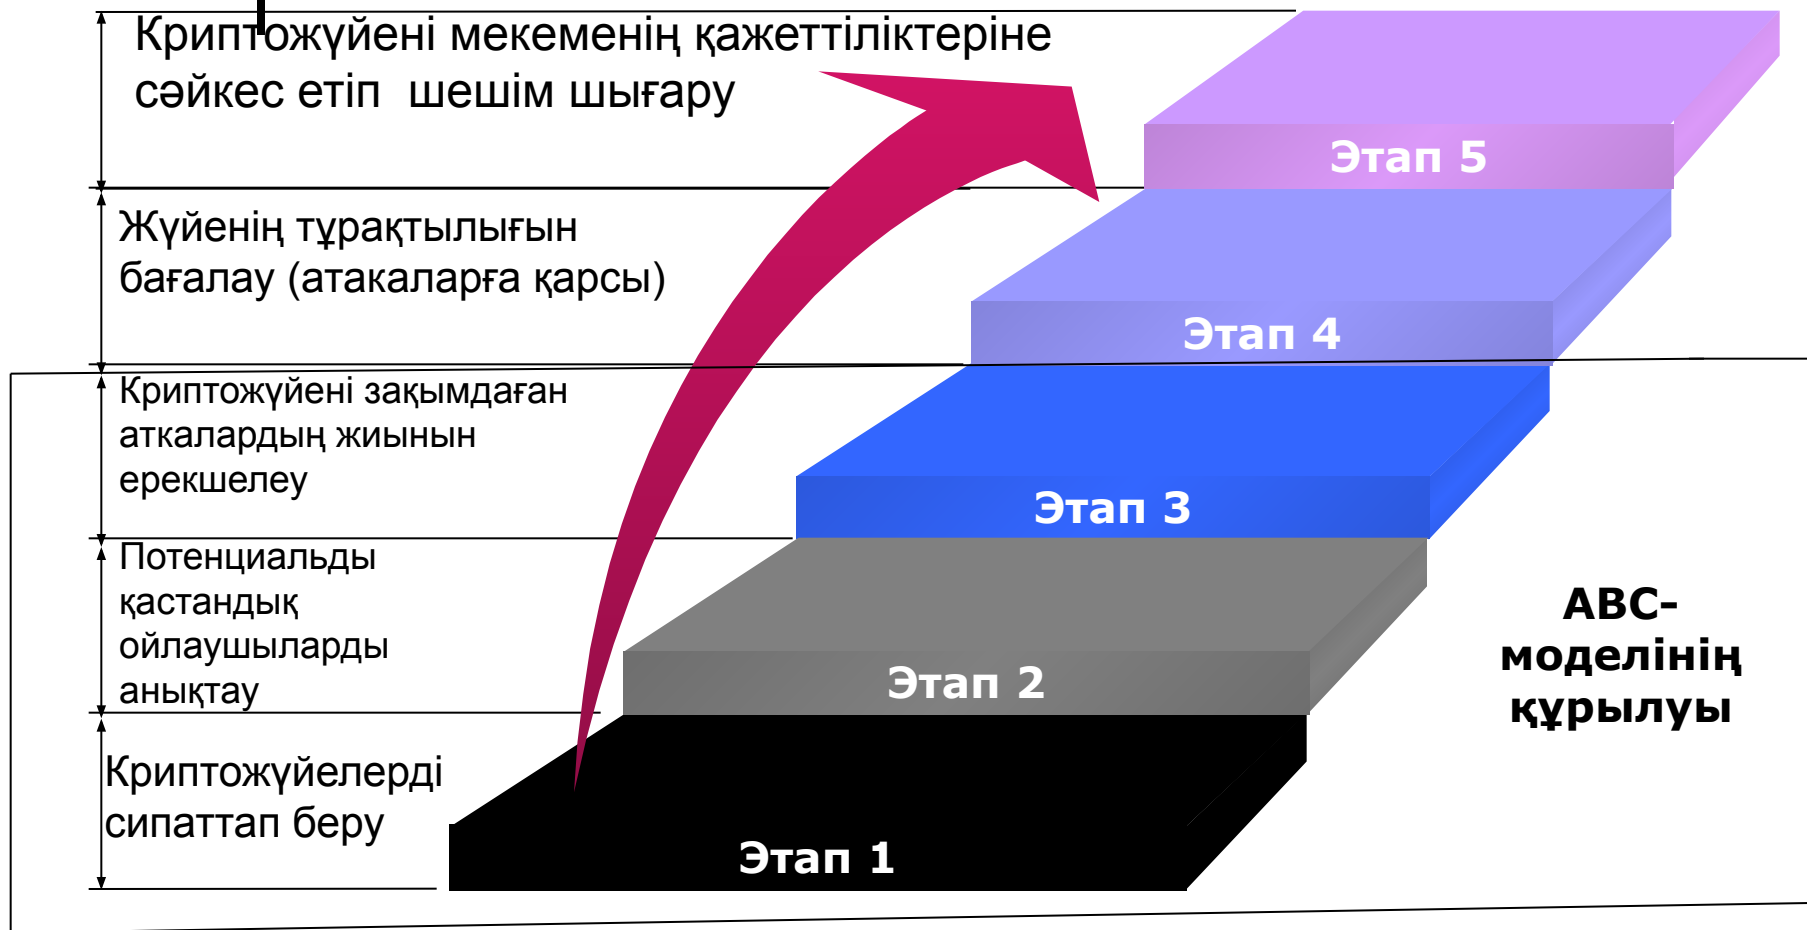 Криптожүйені мекеменің қажеттіліктеріне
сәйкес етіп шешім шығару
Этап 5
Жүйенің тұрақтылығын
бағалау (атакаларға қарсы)
Этап 4
Криптожүйені зақымдаған
аткалардың жиынын
ерекшелеу
Этап 3
Потенциальды
қастандық
ойлаушыларды
анықтау
Этап 2
АВС-
моделінің
құрылуы
Криптожүйелерді
сипаттап беру
Этап 1